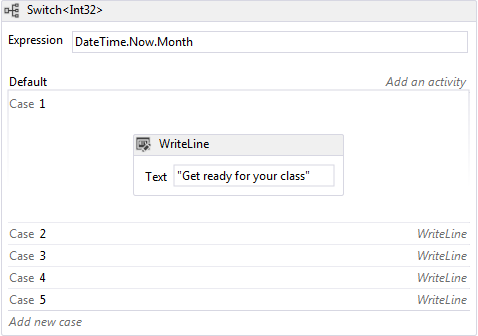 Switch<Int32>
Expression DateTime.Now.Month
Default Add an activity
Case 1
WriteLine
Text "Get ready for your class"
Case 2 WriteLine
Case 3 WriteLine
Case 4 WriteLine
Case 5 WriteLine
Add new case